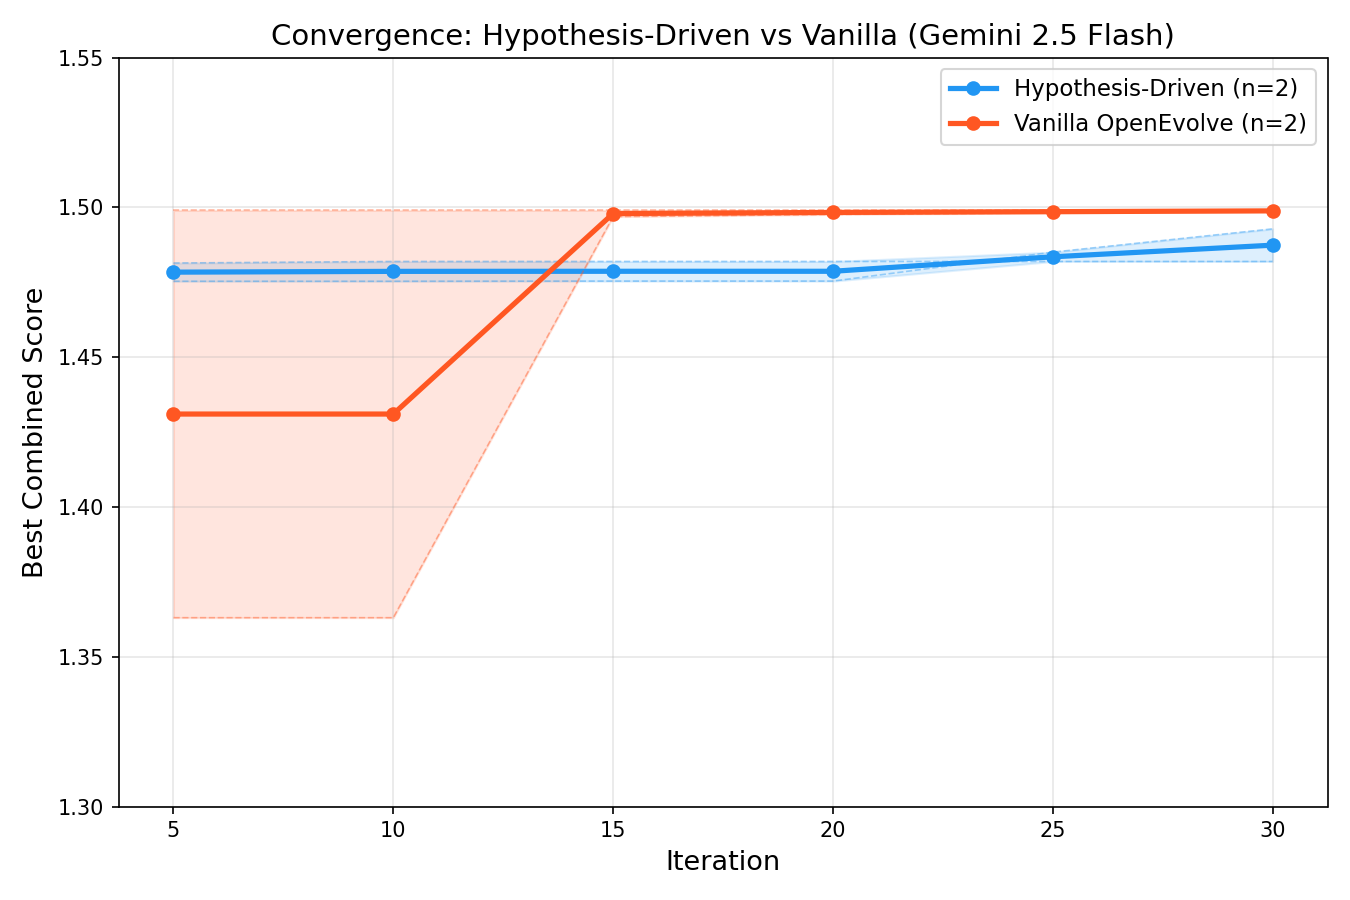 Convergence: Hypothesis-Driven vs Vanilla (Gemini 2.5 Flash)
Hypothesis-Driven (n=2)
Vanilla OpenEvolve (n=2)
Best Combined Score
1.55
1.50
1.45
1.40
1.35
1.30
5 10 15 20 25 30
Iteration